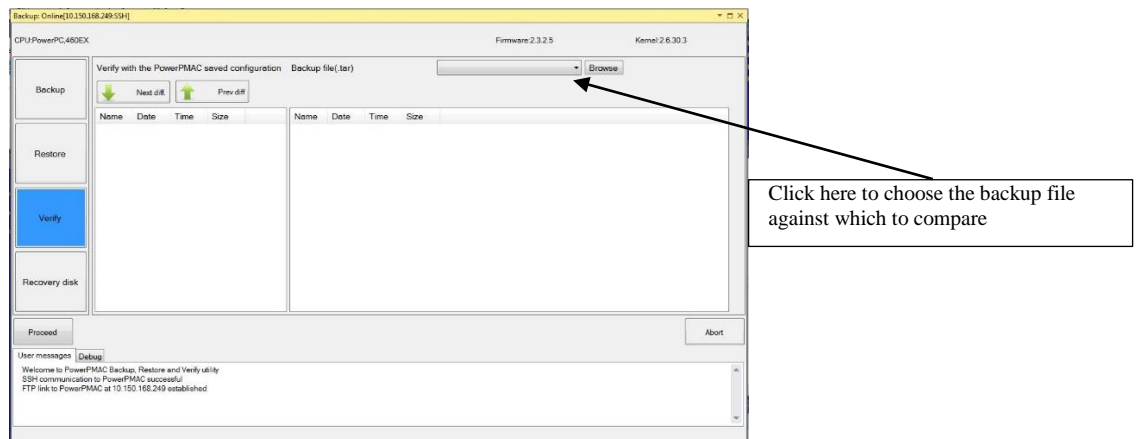 Backup: Online[10.150.168.249:SSH]
CPU:PowerPC,460EX Firmware:2.3.2.5 Kernel:2.6.30.3
Backup
Restore
Verify
Recovery disk
Verify with the PowerPMAC saved configuration Backup file(.tar) Browse
Next diff. Prev diff
Name Date Time Size Name Date Time Size
Click here to choose the backup file
against which to compare
Proceed Abort
User messages Debug
Welcome to PowerPMAC Backup, Restore and Verify utility
SSH communication to PowerPMAC successful
FTP link to PowerPMAC at 10.150.168.249 established